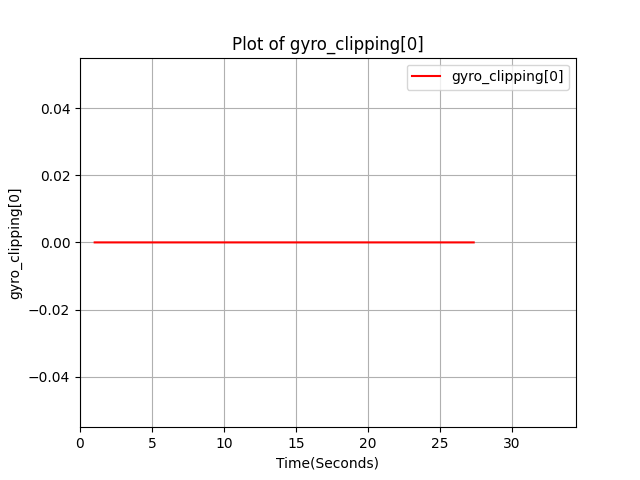 Plot of gyro_clipping[0]
gyro_clipping[0]
0.04
0.02
0.00
−0.02
−0.04
gyro_clipping[0]
0 5 10 15 20 25 30
Time(Seconds)